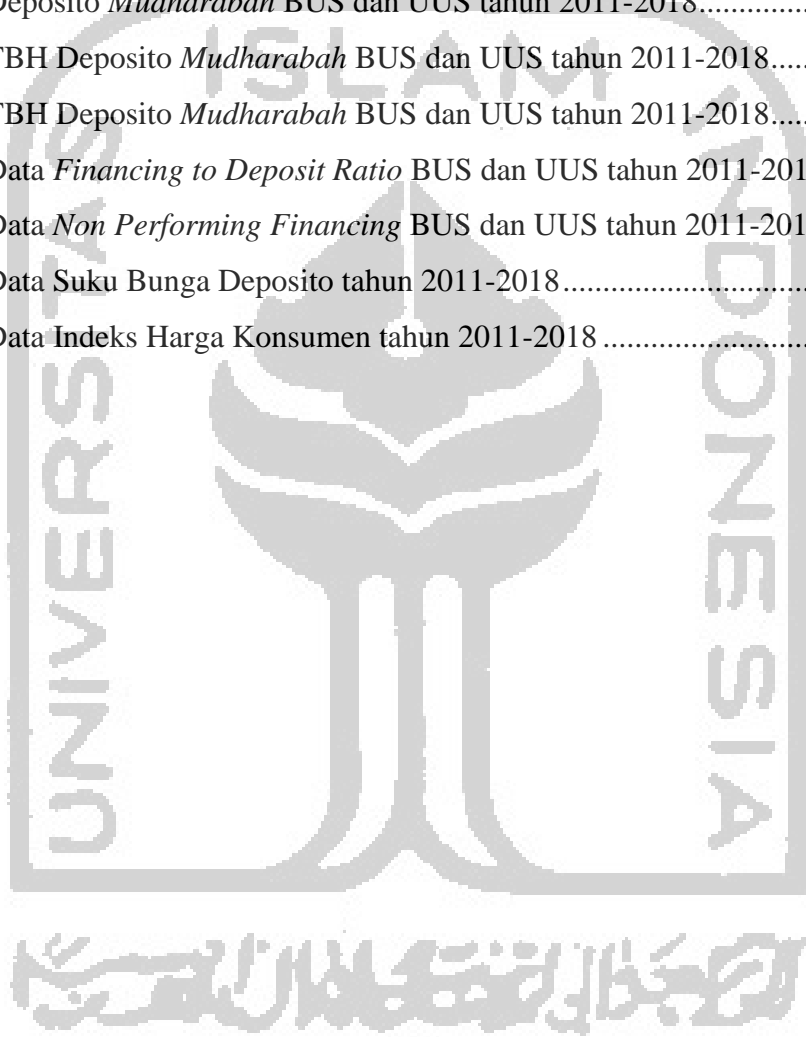 Deposito Mudharabah BUS dan UUS tahun 2011-2018.............
TBH Deposito Mudharabah BUS dan UUS tahun 2011-2018.....
TBH Deposito Mudharabah BUS dan UUS tahun 2011-2018.....
Data Financing to Deposit Ratio BUS dan UUS tahun 2011-201
Data Non Performing Financing BUS dan UUS tahun 2011-201
Data Suku Bunga Deposito tahun 2011-2018..............................
Data Indeks Harga Konsumen tahun 2011-2018.........................
UNIVERSITAS
ISLAM
INDONESIA